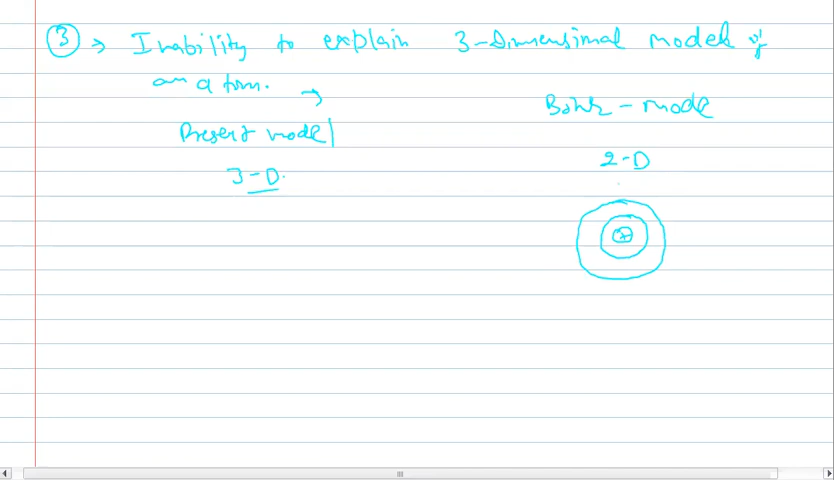 ③ → Inability to explain 3-Dimensional model of
an atom.
Present model
3-D.
Bohr - model
2-D
+